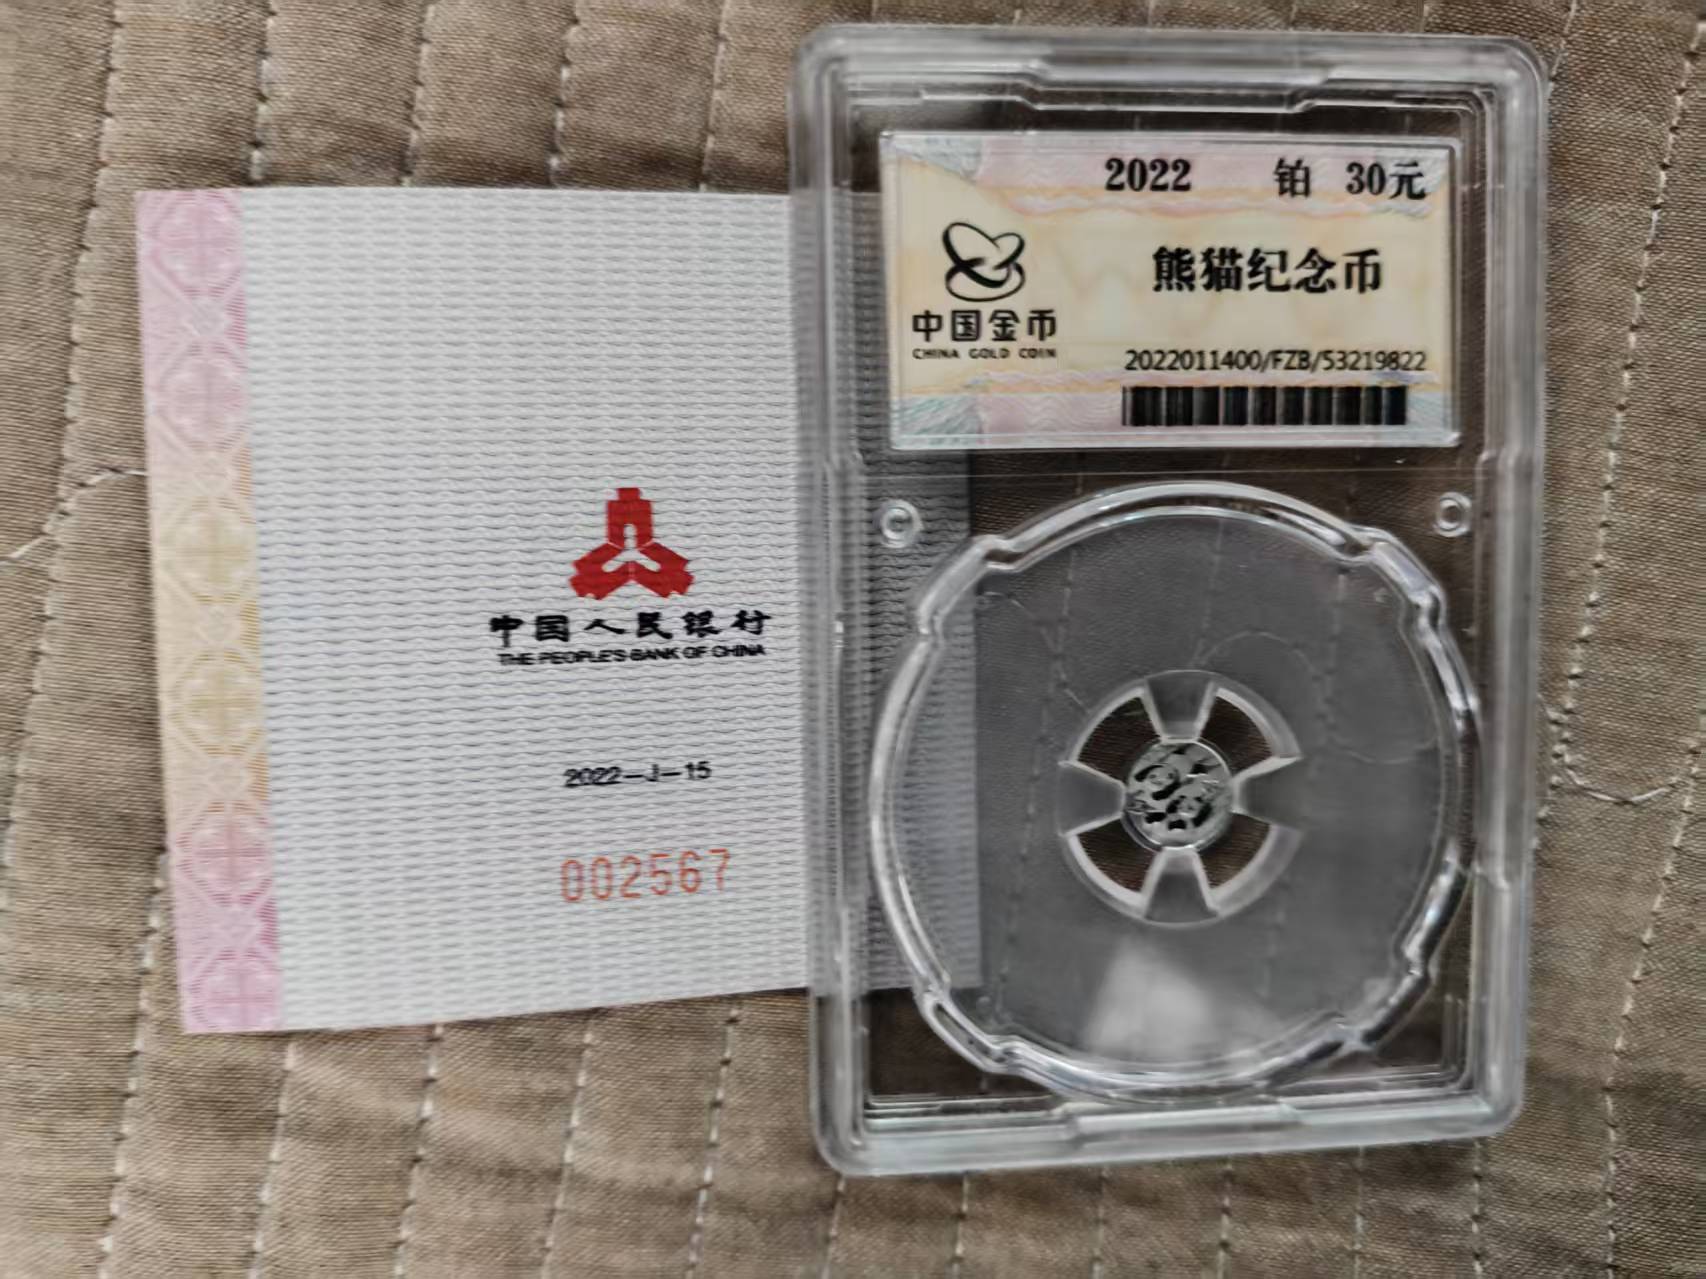 中国人民银行
THE PEOPLE'S BANK OF CHINA
2022-J-15
002567
2022 铂 30元
熊猫纪念币
中国金币
CHINA GOLD COIN
2022011400/FZB/53219822